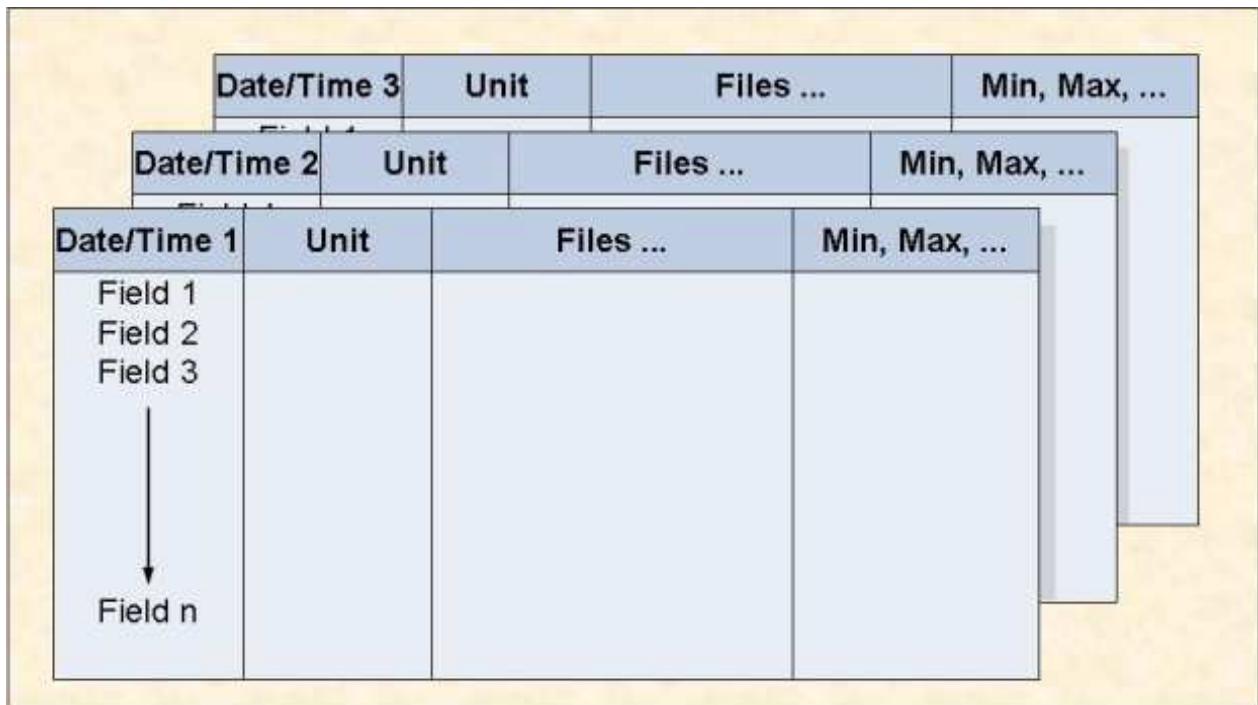 Date/Time 3 Unit Files ... Min, Max, ...
Date/Time 2 Unit Files ... Min, Max, ...
Date/Time 1 Unit Files ... Min, Max, ...
Field 1
Field 2
Field 3
Field n